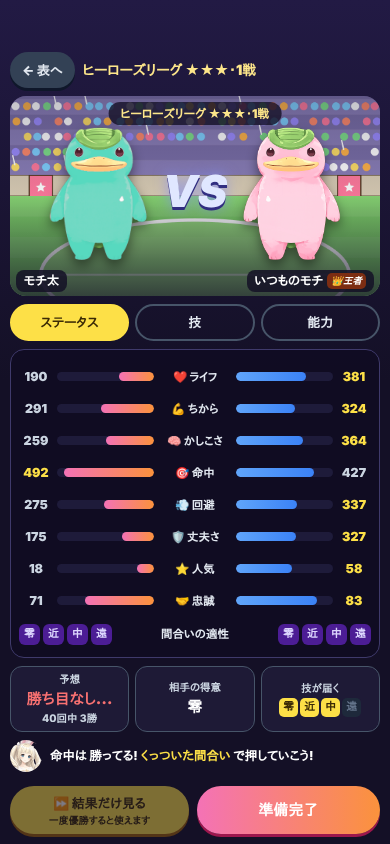 ← 表へ
ヒーローズリーグ ★★★・1戦
ヒーローズリーグ ★★★・1戦
VS
モチ太
いつものモチ 👑王者
ステータス 技 能力
190 ❤️ ライフ 381
291 💪 ちから 324
259 🧠 かしこさ 364
492 🎯 命中 427
275 💨 回避 337
175 🛡️ 丈夫さ 327
18 ⭐ 人気 58
71 🤝 忠誠 83
零 近 中 遠 間合いの適性 零 近 中 遠
予想
勝ち目なし…
40回中 3勝
相手の得意
零
技が届く
零 近 中 遠
命中は 勝ってる! くっついた間合い で押していこう!
⏩ 結果だけ見る
一度優勝すると使えます
準備完了